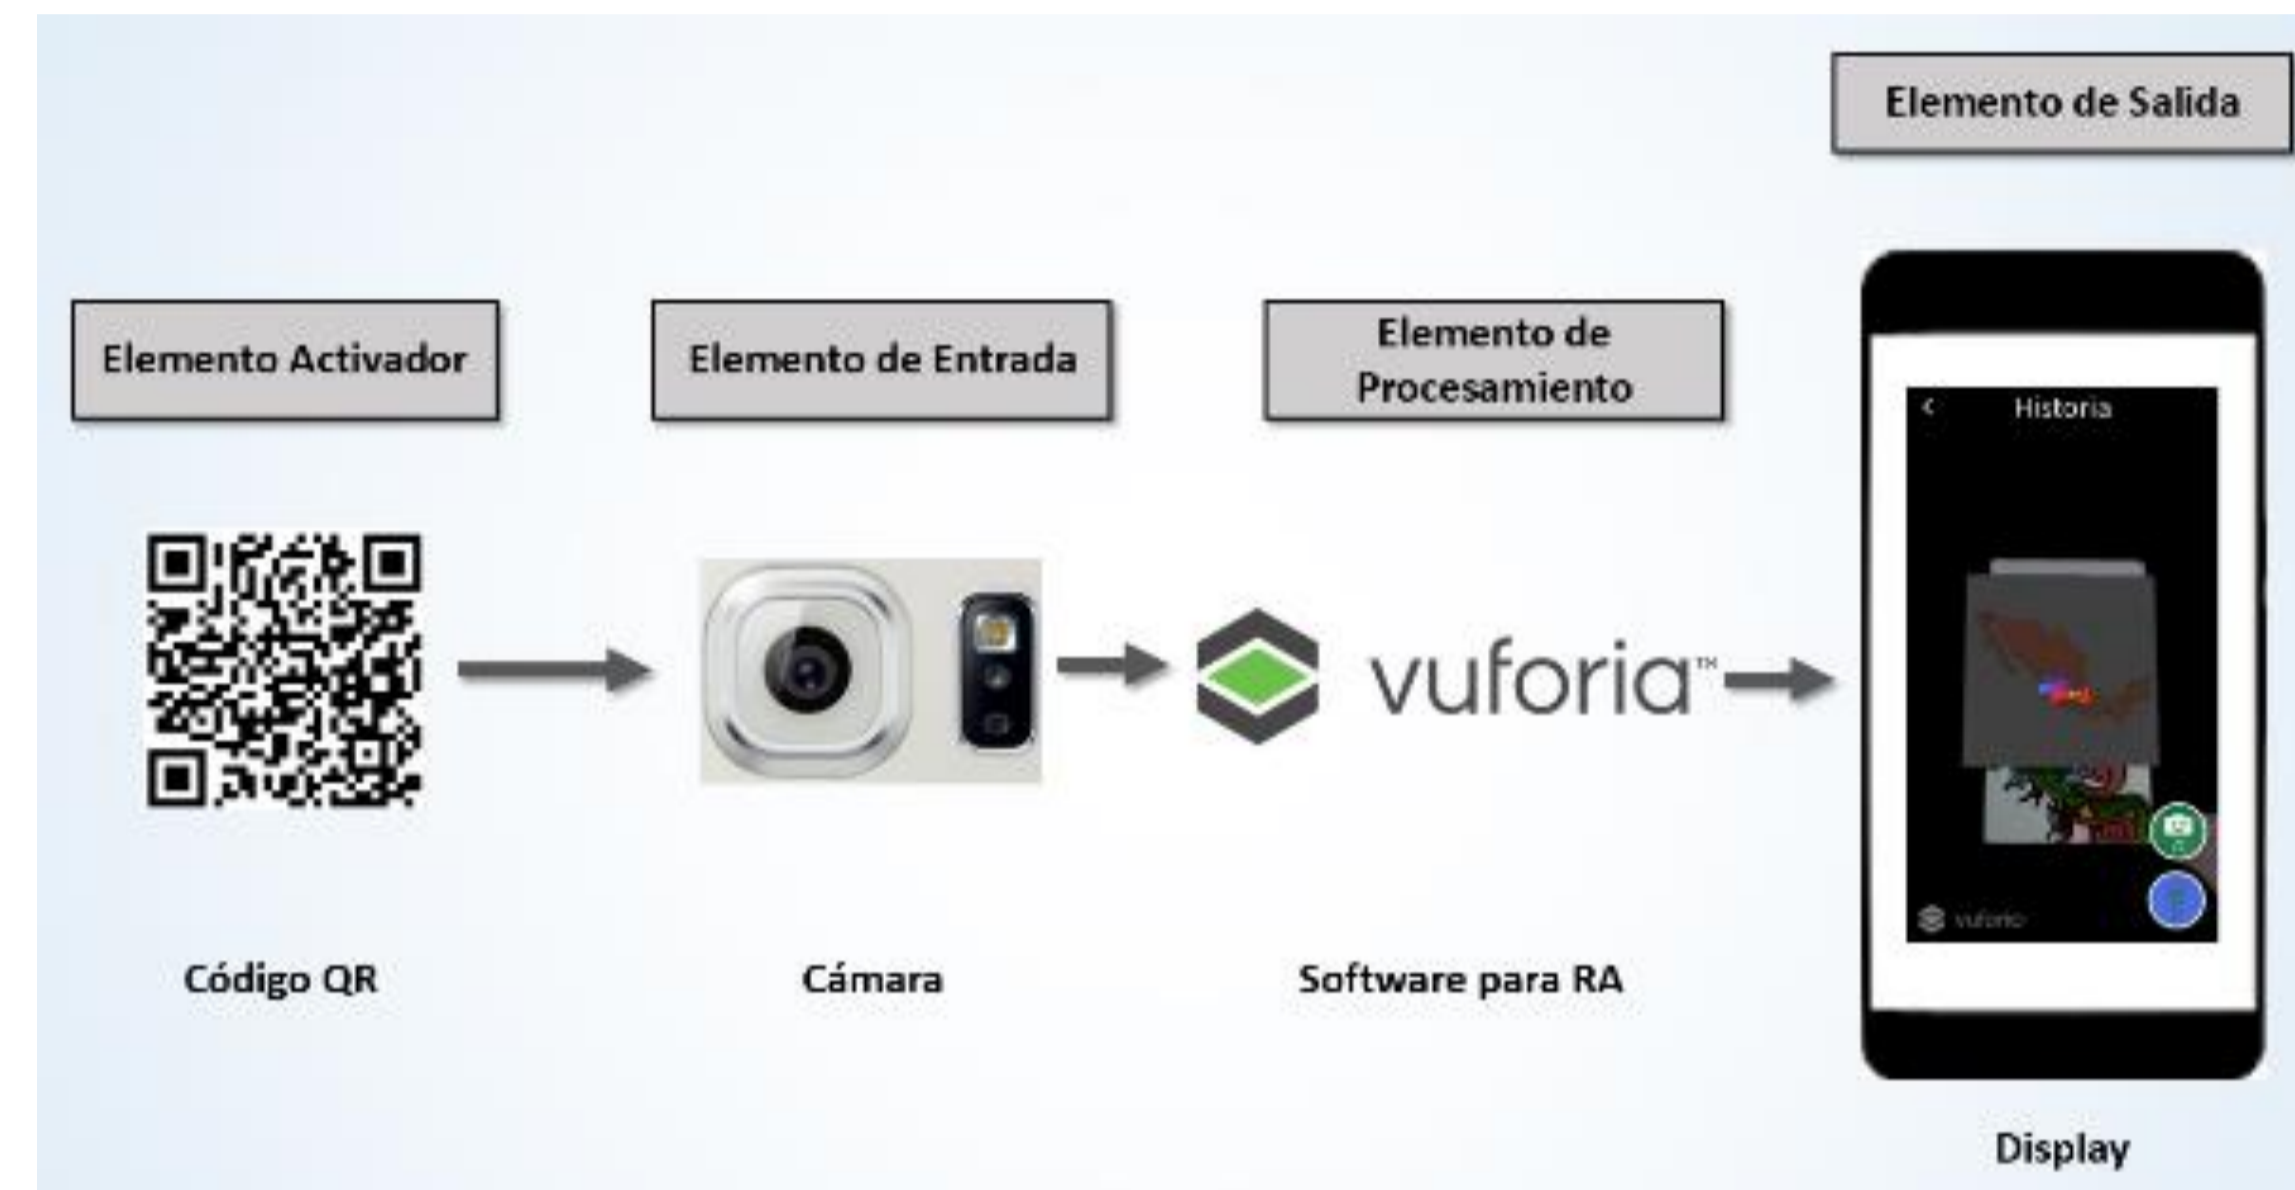 Elemento de Salida
Elemento Activador
Elemento de Entrada
Elemento de
Procesamiento
Historia
vuforia™
vuforia
Código QR
Cámara
Software para RA
Display